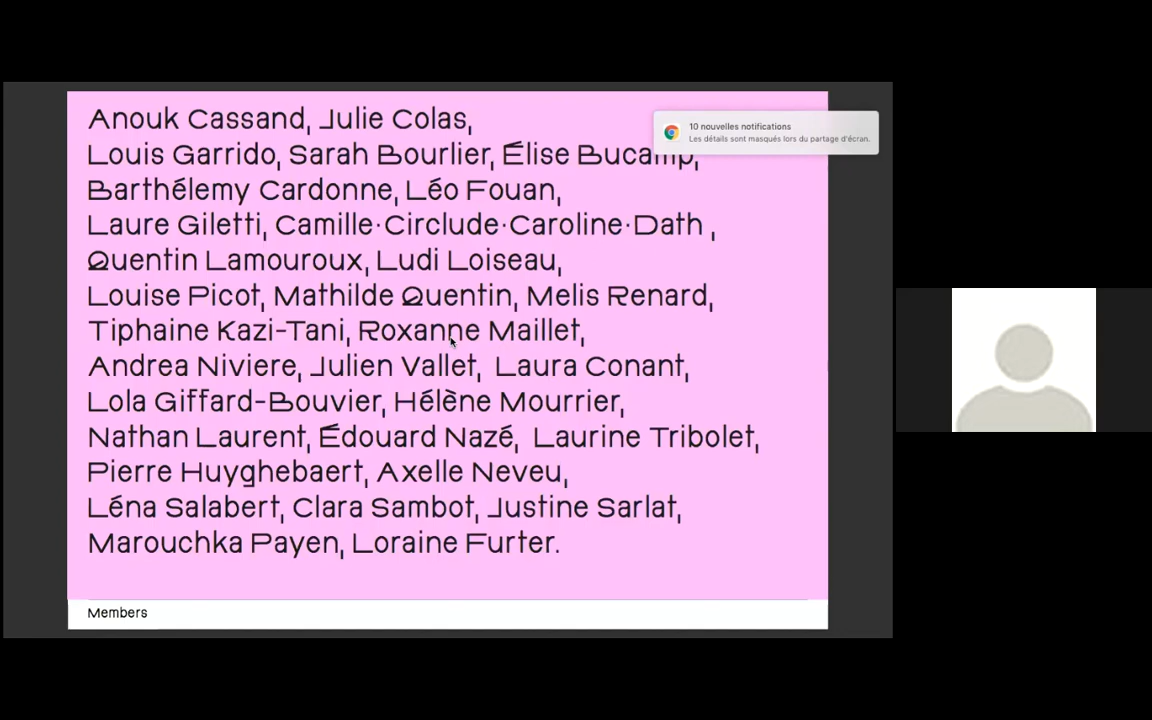 Anouk Cassand, Julie Colas,
10 nouvelles notifications
Les détails sont masqués lors du partage d'écran.
Louis Garrido, Sarah Bourlier, Élise Bucamp,
Barthélemy Cardonne, Léo Fouan,
Laure Giletti, Camille·Circlude·Caroline·Dath ,
Quentin Lamouroux, Ludi Loiseau,
Louise Picot, Mathilde Quentin, Melis Renard,
Tiphaine Kazi-Tani, Roxanne Maillet,
Andrea Niviere, Julien Vallet, Laura Conant,
Lola Giffard-Bouvier, Hélène Mourrier,
Nathan Laurent, Édouard Nazé, Laurine Tribolet,
Pierre Huyghebaert, Axelle Neveu,
Léna Salabert, Clara Sambot, Justine Sarlat,
Marouchka Payen, Loraine Furter.
Members